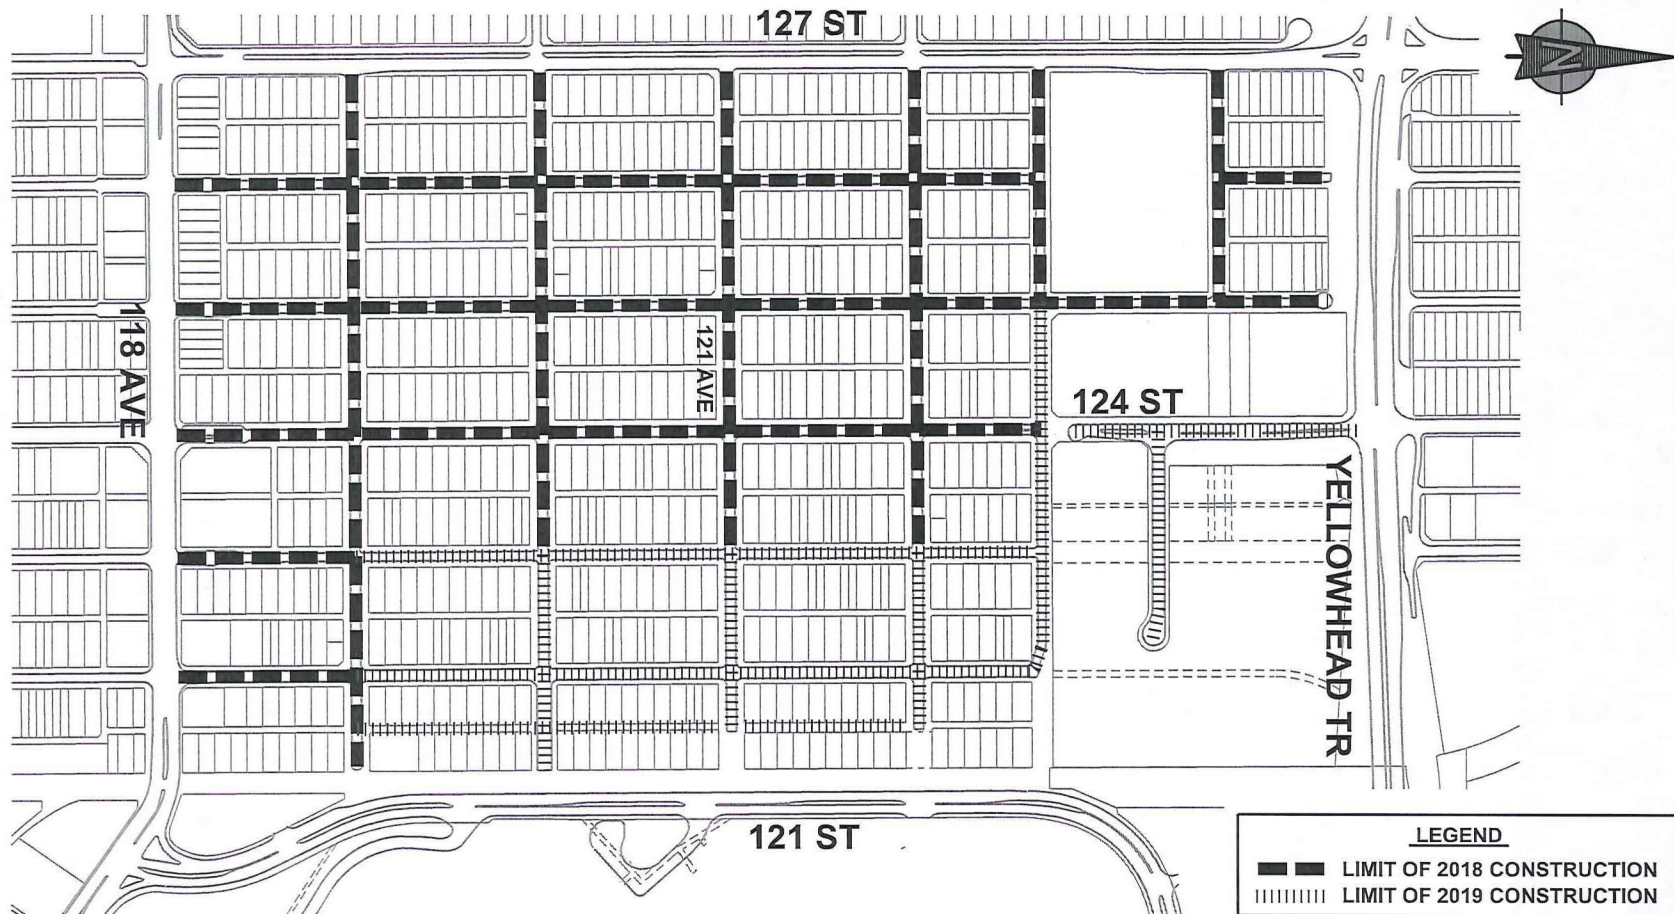 127 ST
N
118 AVE
121 AVE
124 ST
YELLOWHEAD TR
121 ST
LEGEND
LIMIT OF 2018 CONSTRUCTION
LIMIT OF 2019 CONSTRUCTION